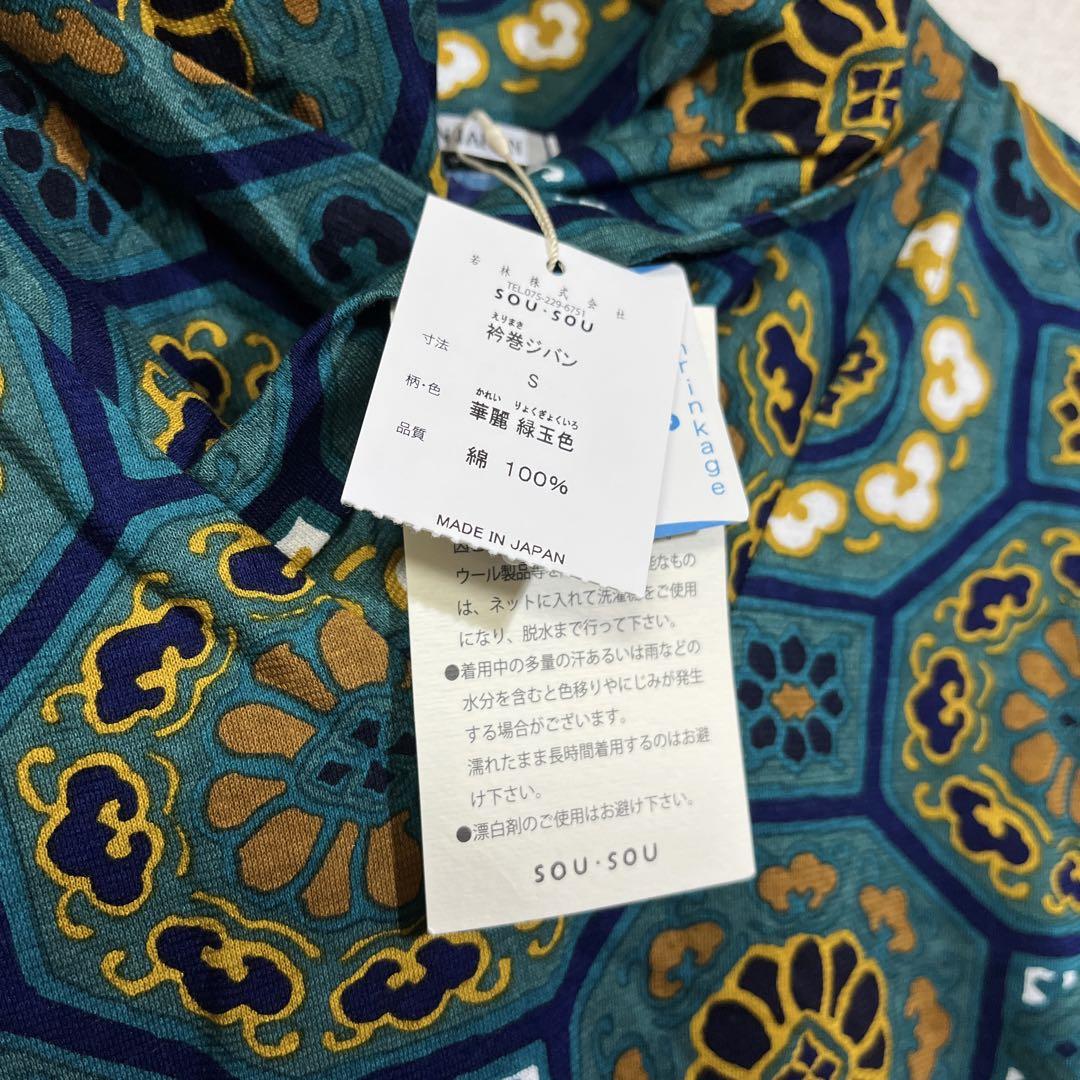 若林株式会社
TEL.075-229-6751
SOU・SOU
えりまき
寸法 衿巻ジバン
S
かれい りょくぎょくいろ
柄・色 華麗 緑玉色
品質 綿 100%
MADE IN JAPAN
rinkage
ウール製品等
は、ネットに入れて洗濯機をご使用
になり、脱水まで行って下さい。
●着用中の多量の汗あるいは雨などの
水分を含むと色移りやにじみが発生
する場合がございます。
濡れたまま長時間着用するのはお避
け下さい。
●漂白剤のご使用はお避け下さい。
SOU・SOU